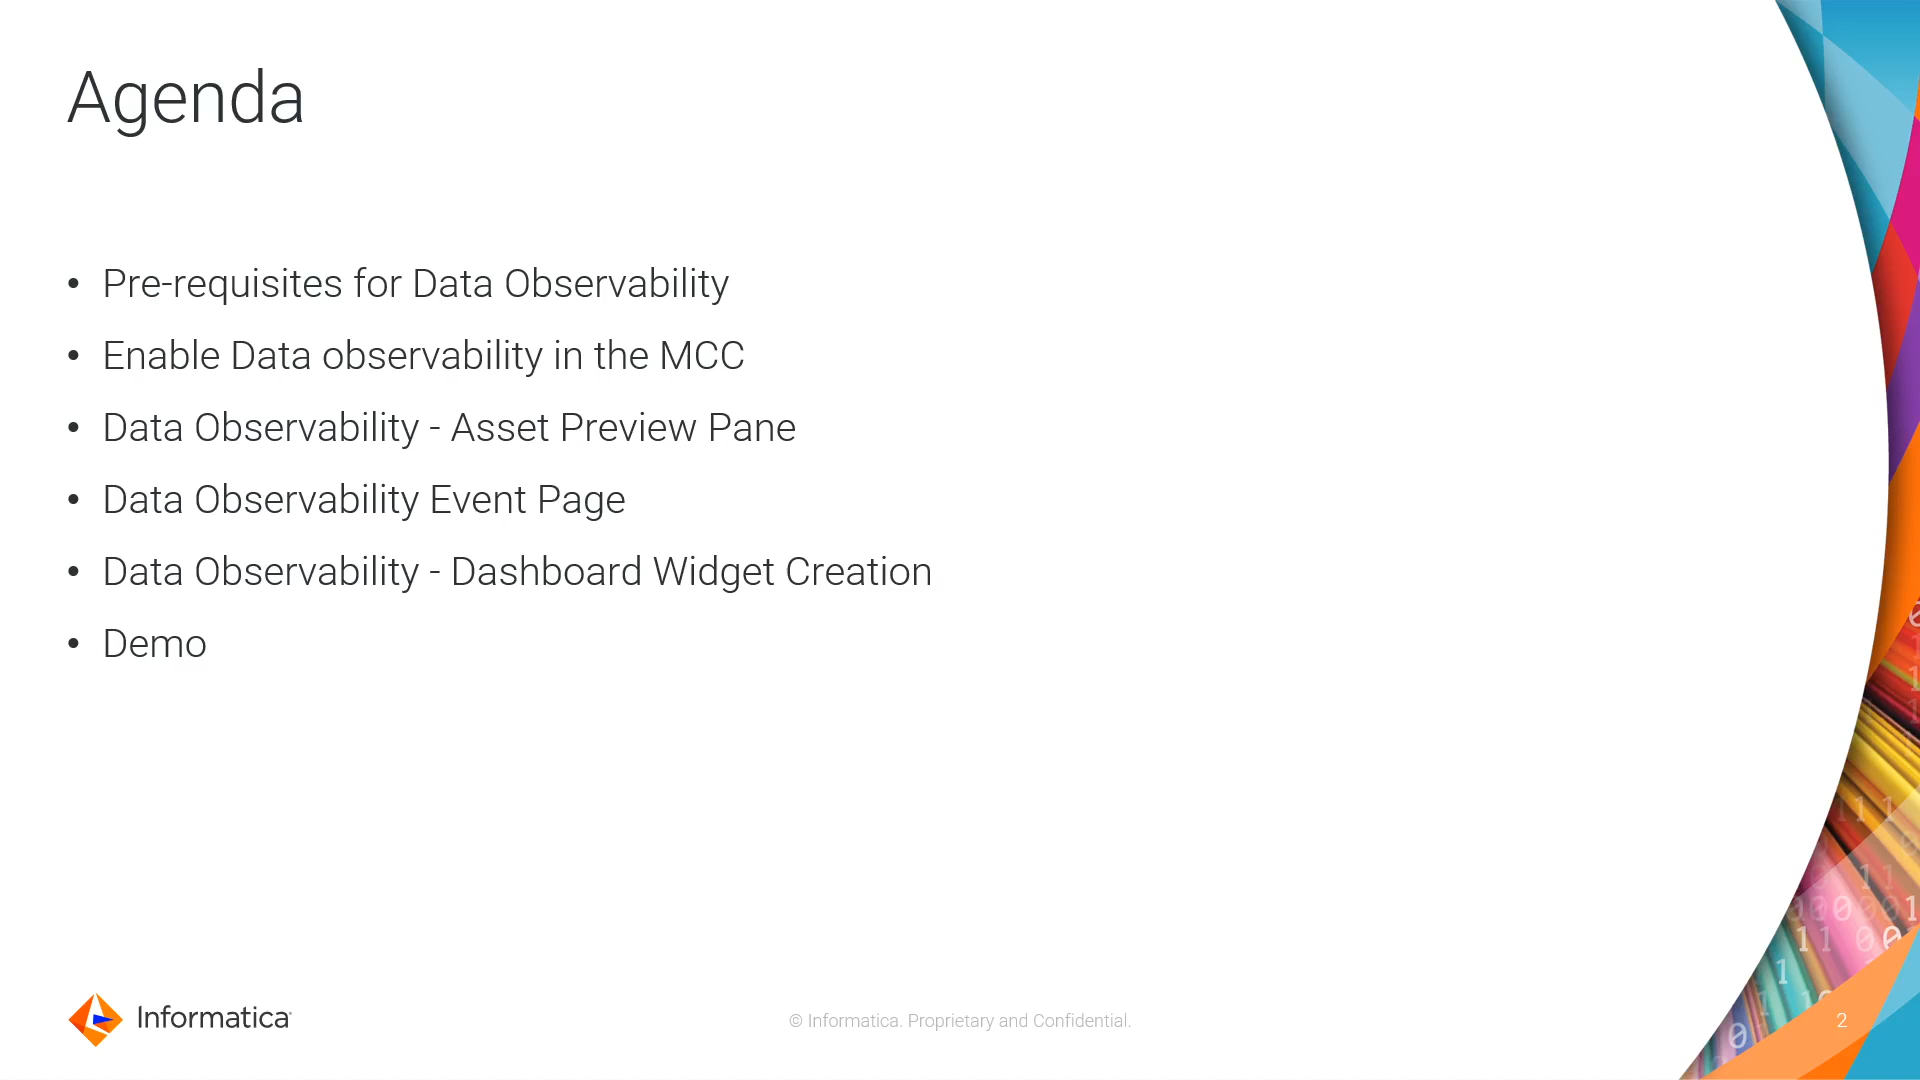 Agenda
• Pre-requisites for Data Observability
• Enable Data observability in the MCC
• Data Observability - Asset Preview Pane
• Data Observability Event Page
• Data Observability - Dashboard Widget Creation
• Demo
Informatica
© Informatica. Proprietary and Confidential.
2